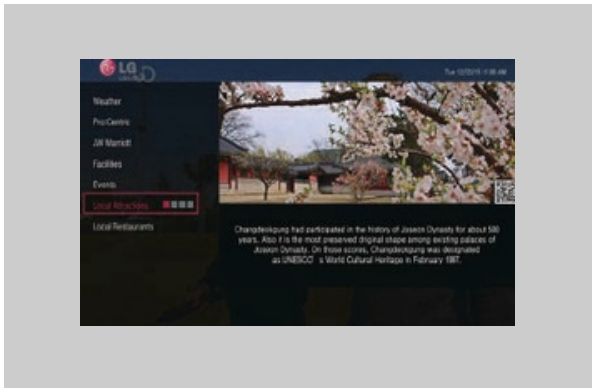 LG
Weather
Pro:Centric
JW Marriott
Facilities
Events
Local Attractions
Local Restaurants
Changdeokgung had participated in the history of Joseon Dynasty for about 500
years. Also it is the most preserved original shape among existing palaces of
Joseon Dynasty. On those scores, Changdeokgung was designated
as UNESCO's World Cultural Heritage in February 1997.